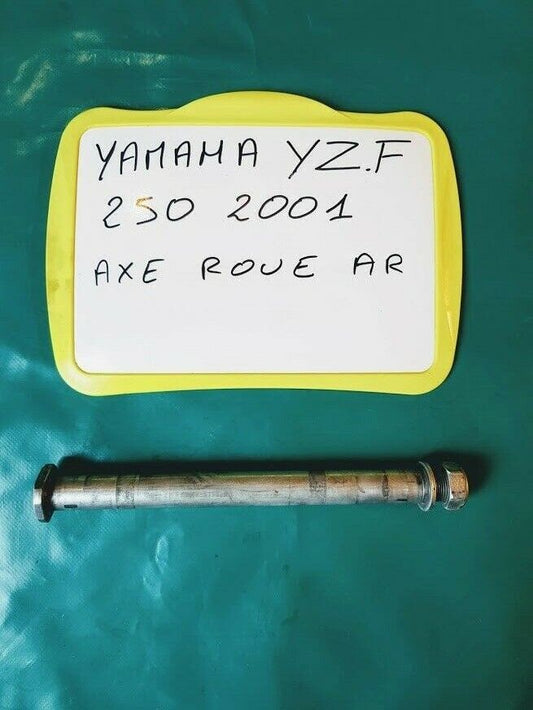 YAMAHA YZ.F
250 2001
AXE ROUE AR